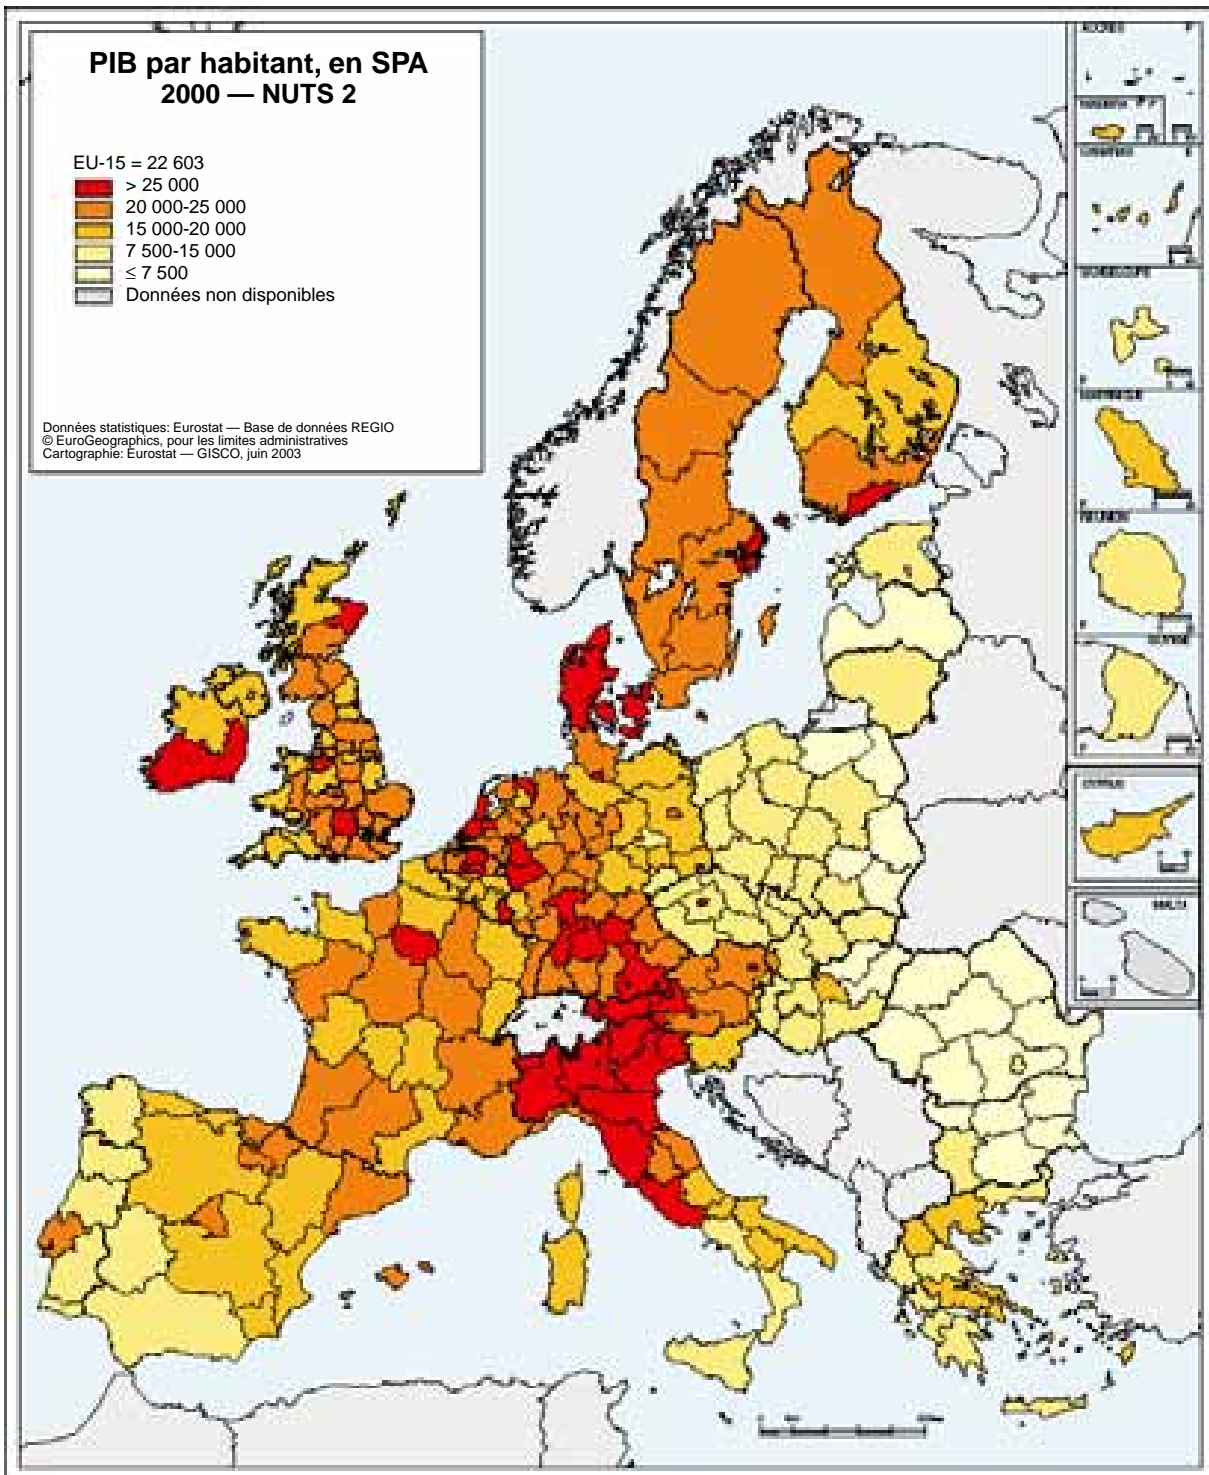 PIB par habitant, en SPA
2000 — NUTS 2
EU-15 = 22 603
> 25 000
20 000-25 000
15 000-20 000
7 500-15 000
≤ 7 500
Données non disponibles
Données statistiques: Eurostat — Base de données REGIO
© EuroGeographics, pour les limites administratives
Cartographie: Eurostat — GISCO, juin 2003